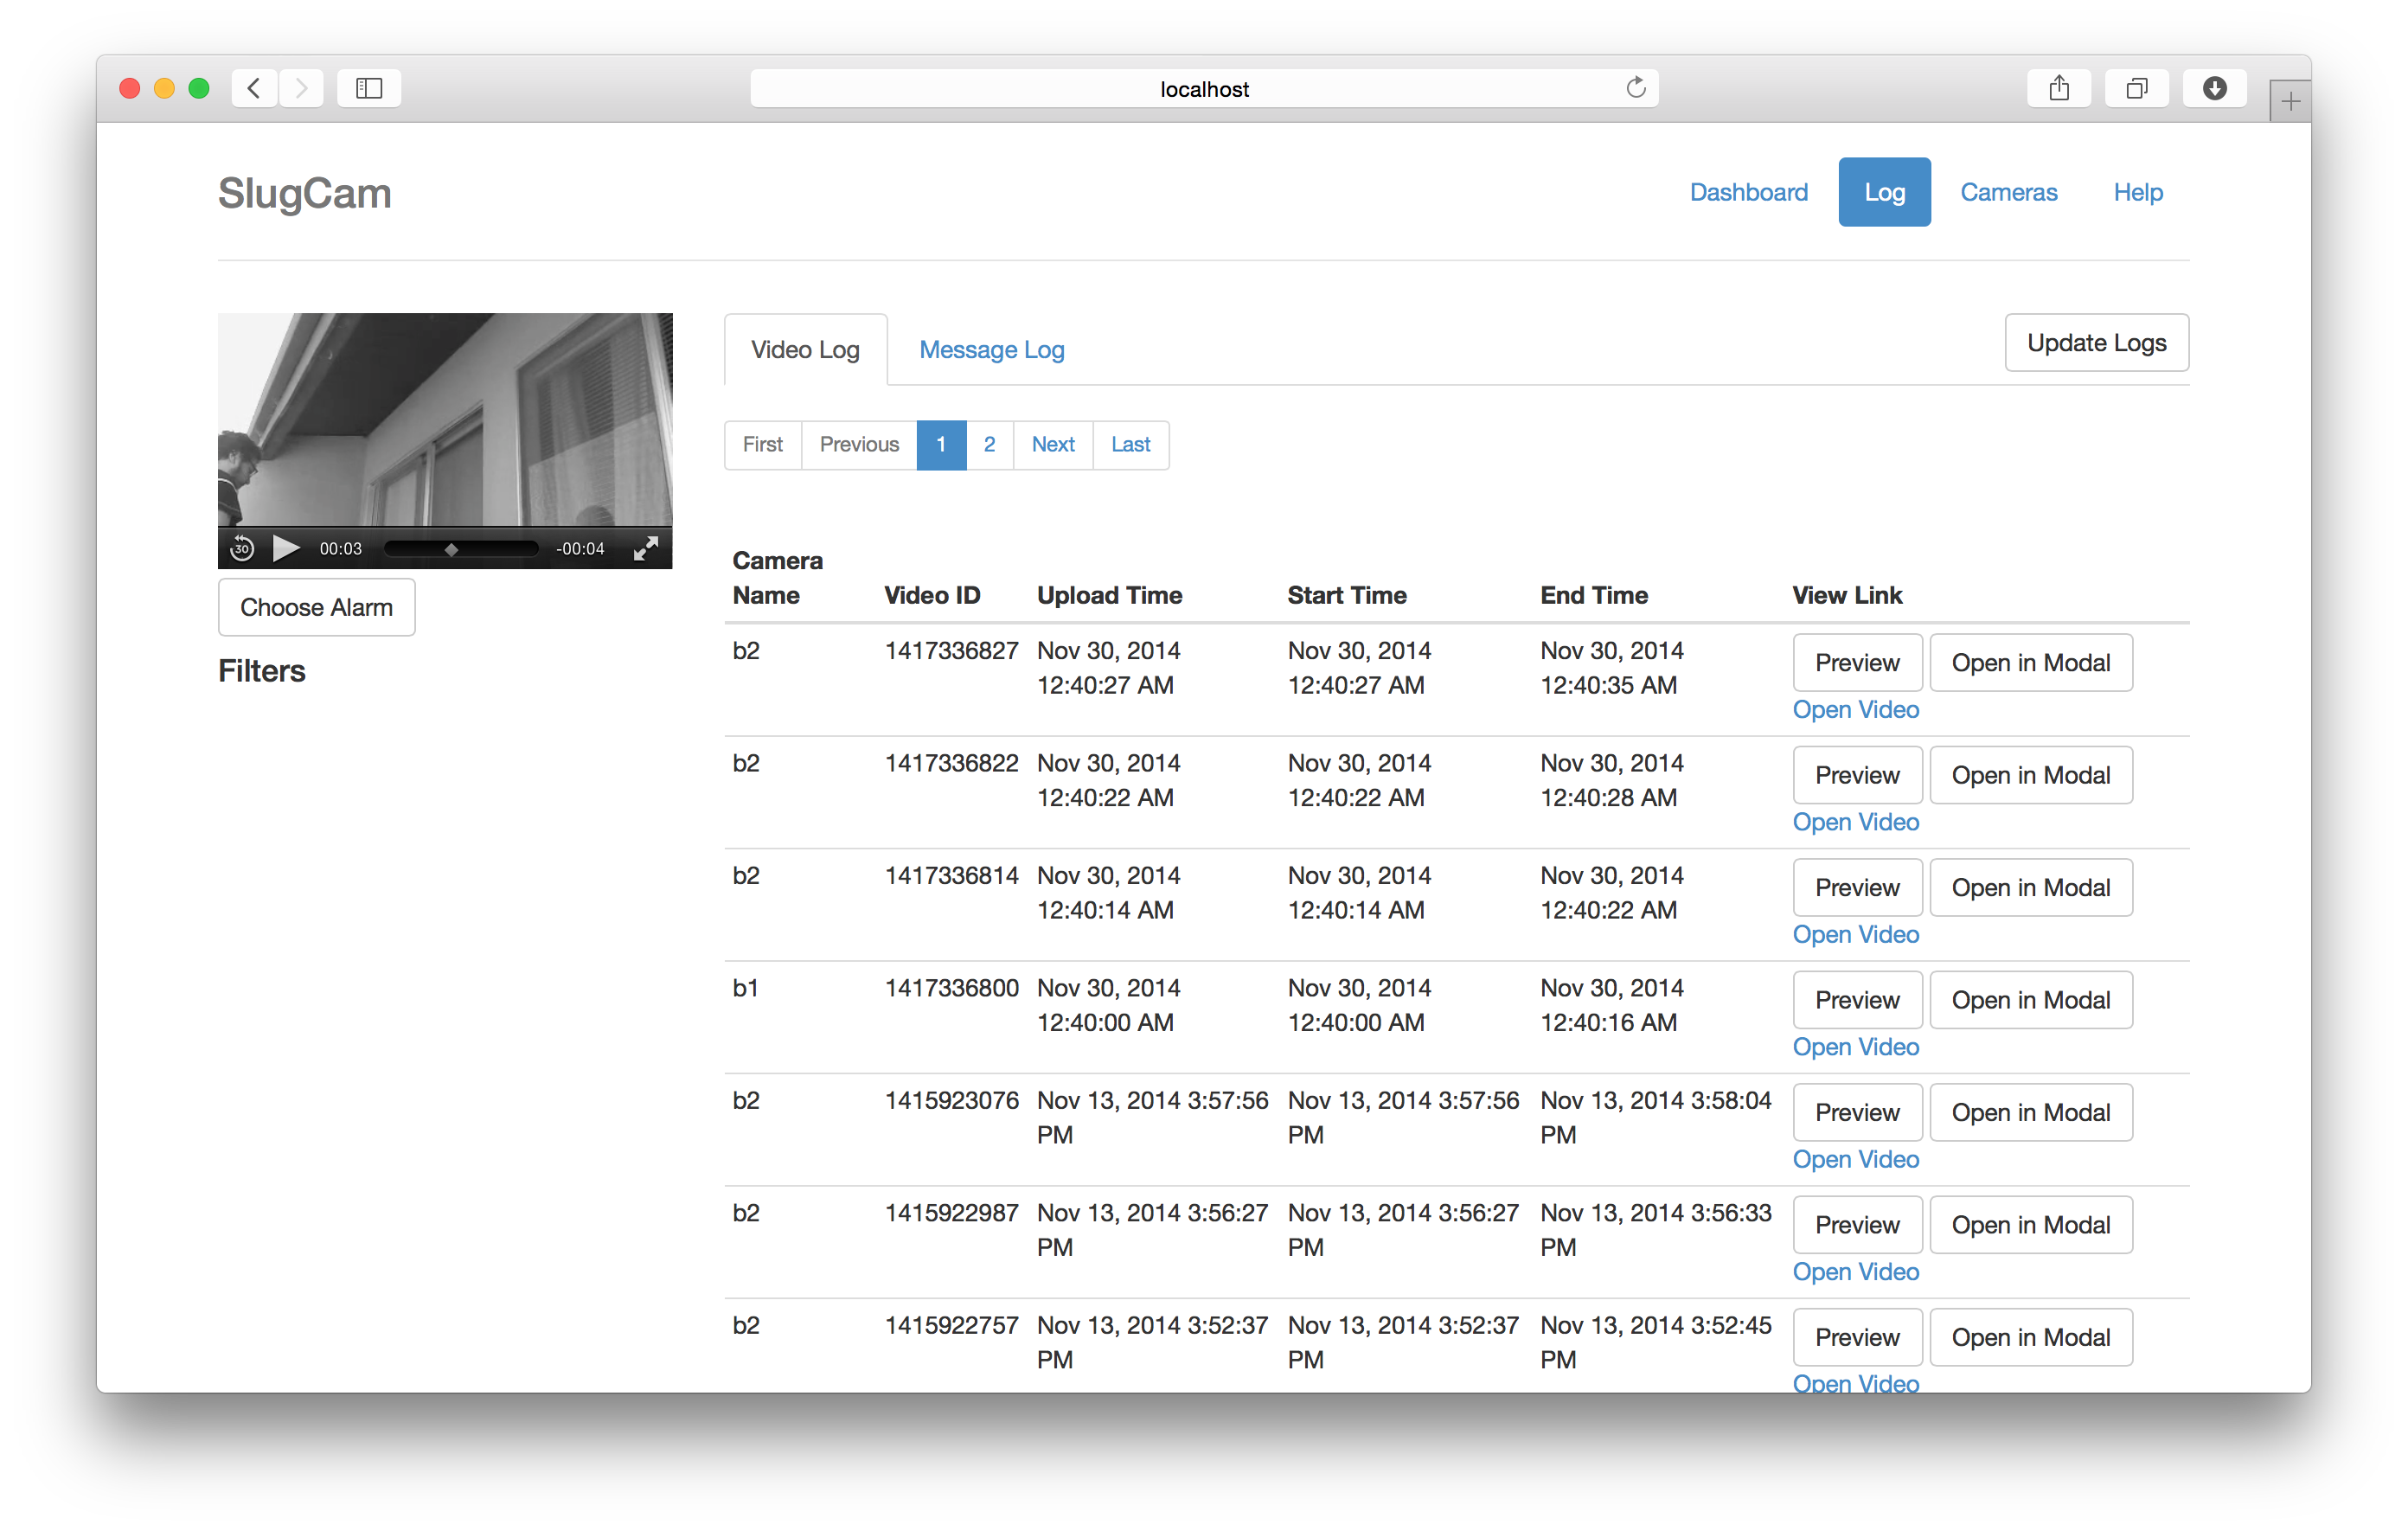 localhost
SlugCam
Dashboard
Log
Cameras
Help
30
00:03
-00:04
Choose Alarm
Filters
Video Log
Message Log
Update Logs
First
Previous
1
2
Next
Last
Camera
Name
Video ID
Upload Time
Start Time
End Time
View Link
b2 1417336827 Nov 30, 2014 Nov 30, 2014 Nov 30, 2014 Preview Open in Modal
12:40:27 AM 12:40:27 AM 12:40:35 AM
Open Video
b2 1417336822 Nov 30, 2014 Nov 30, 2014 Nov 30, 2014 Preview Open in Modal
12:40:22 AM 12:40:22 AM 12:40:28 AM
Open Video
b2 1417336814 Nov 30, 2014 Nov 30, 2014 Nov 30, 2014 Preview Open in Modal
12:40:14 AM 12:40:14 AM 12:40:22 AM
Open Video
b1 1417336800 Nov 30, 2014 Nov 30, 2014 Nov 30, 2014 Preview Open in Modal
12:40:00 AM 12:40:00 AM 12:40:16 AM
Open Video
b2 1415923076 Nov 13, 2014 3:57:56 Nov 13, 2014 3:57:56 Nov 13, 2014 3:58:04 Preview Open in Modal
PM PM PM
Open Video
b2 1415922987 Nov 13, 2014 3:56:27 Nov 13, 2014 3:56:27 Nov 13, 2014 3:56:33 Preview Open in Modal
PM PM PM
Open Video
b2 1415922757 Nov 13, 2014 3:52:37 Nov 13, 2014 3:52:37 Nov 13, 2014 3:52:45 Preview Open in Modal
PM PM PM
Open Video